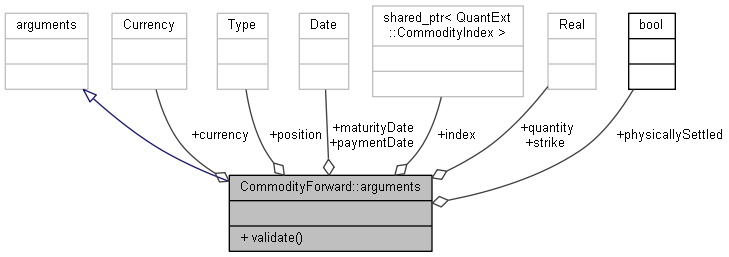 arguments
Currency
Type
Date
shared_ptr< QuantExt
::CommodityIndex >
Real
bool
+currency
+position
+maturityDate
+paymentDate
+index
+quantity
+strike
+physicallySettled
CommodityForward::arguments
+ validate()